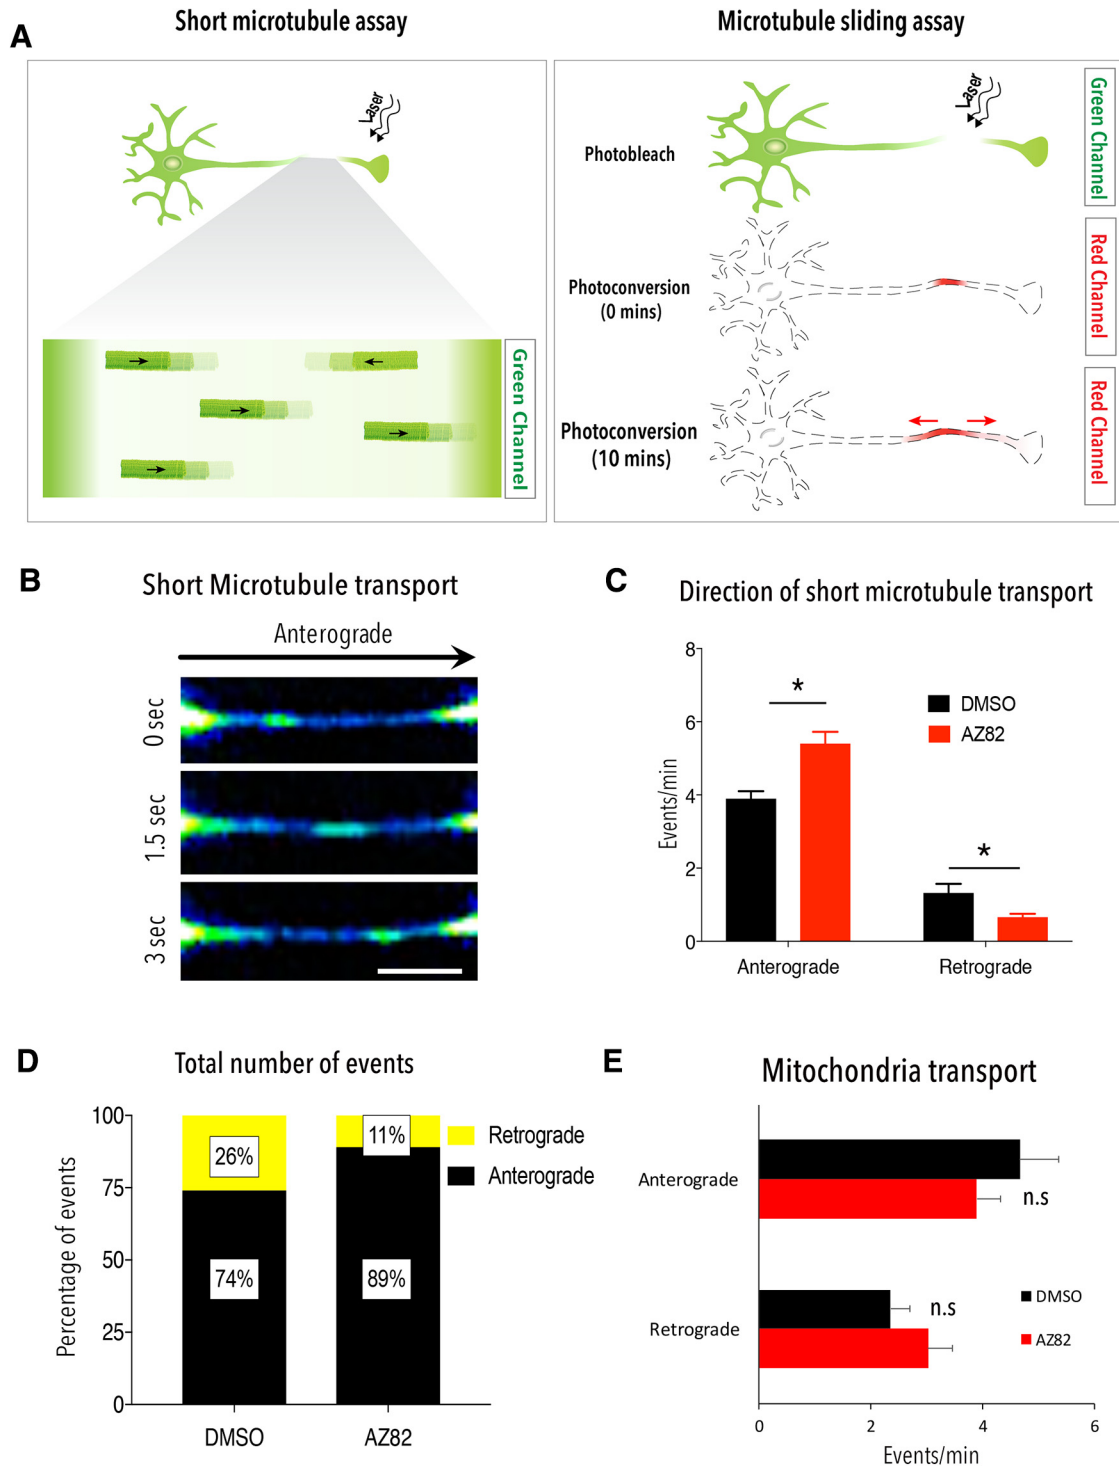 A
Short microtubule assay
Microtubule sliding assay
Laser
Green Channel
Laser
Photobleach
Green Channel
Photoconversion
(0 mins)
Red Channel
Photoconversion
(10 mins)
Red Channel
B
Short Microtubule transport
Anterograde
0 sec
1.5 sec
3 sec
C
Direction of short microtubule transport
8
6
4
2
0
Events/min
*
*
DMSO
AZ82
Anterograde
Retrograde
D
Total number of events
100
75
50
25
0
Percentage of events
26%
74%
11%
89%
Retrograde
Anterograde
DMSO
AZ82
E
Mitochondria transport
Anterograde
n.s
Retrograde
n.s
DMSO
AZ82
0
2
4
6
Events/min